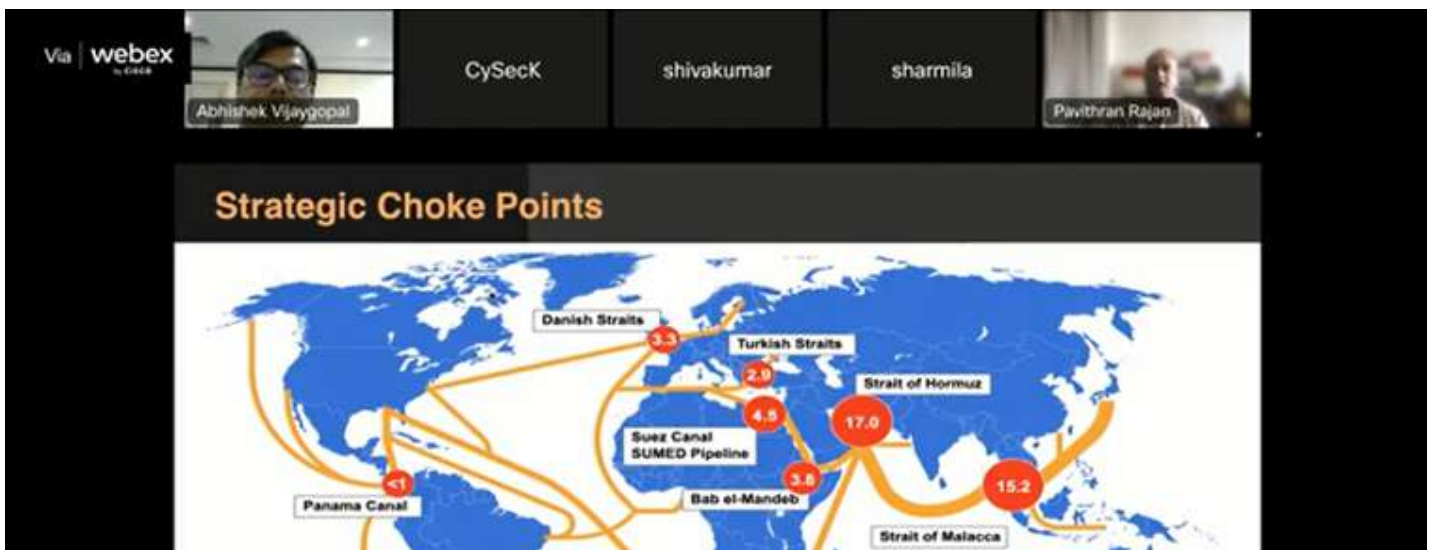 Via webex
by CISCO
Abhishek Vijaygopal
CySecK
shivakumar
sharmila
Pavithran Rajan
Strategic Choke Points
Danish Straits
3.3
Turkish Straits
2.9
Strait of Hormuz
4.5
17.0
Suez Canal
SUMED Pipeline
3.8
15.2
<1
Bab el-Mandeb
Panama Canal
Strait of Malacca